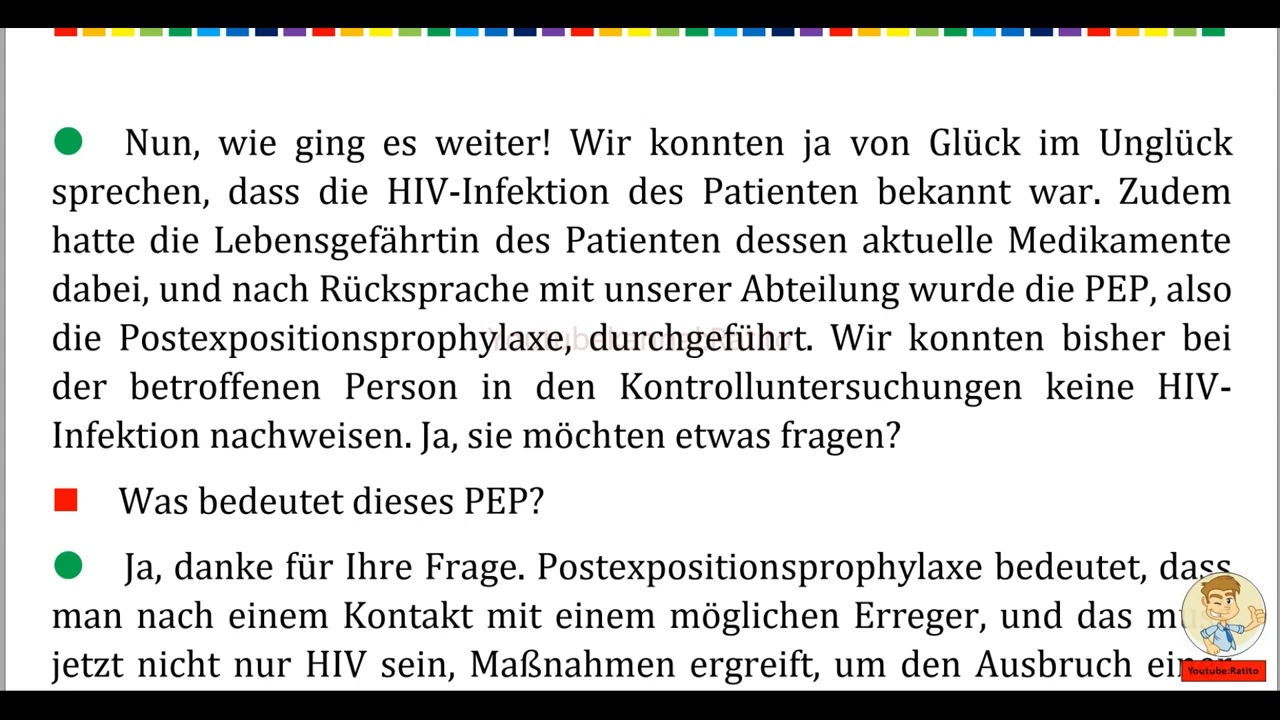 Nun, wie ging es weiter! Wir konnten ja von Glück im Unglück
sprechen, dass die HIV-Infektion des Patienten bekannt war. Zudem
hatte die Lebensgefährtin des Patienten dessen aktuelle Medikamente
dabei, und nach Rücksprache mit unserer Abteilung wurde die PEP, also
die Postexpositionsprophylaxe, durchgeführt. Wir konnten bisher bei
der betroffenen Person in den Kontrolluntersuchungen keine HIV-
Infektion nachweisen. Ja, sie möchten etwas fragen?
Was bedeutet dieses PEP?
Ja, danke für Ihre Frage. Postexpositionsprophylaxe bedeutet, dass
man nach einem Kontakt mit einem möglichen Erreger, und das muss
jetzt nicht nur HIV sein, Maßnahmen ergreift, um den Ausbruch einer
Youtube:Ratito